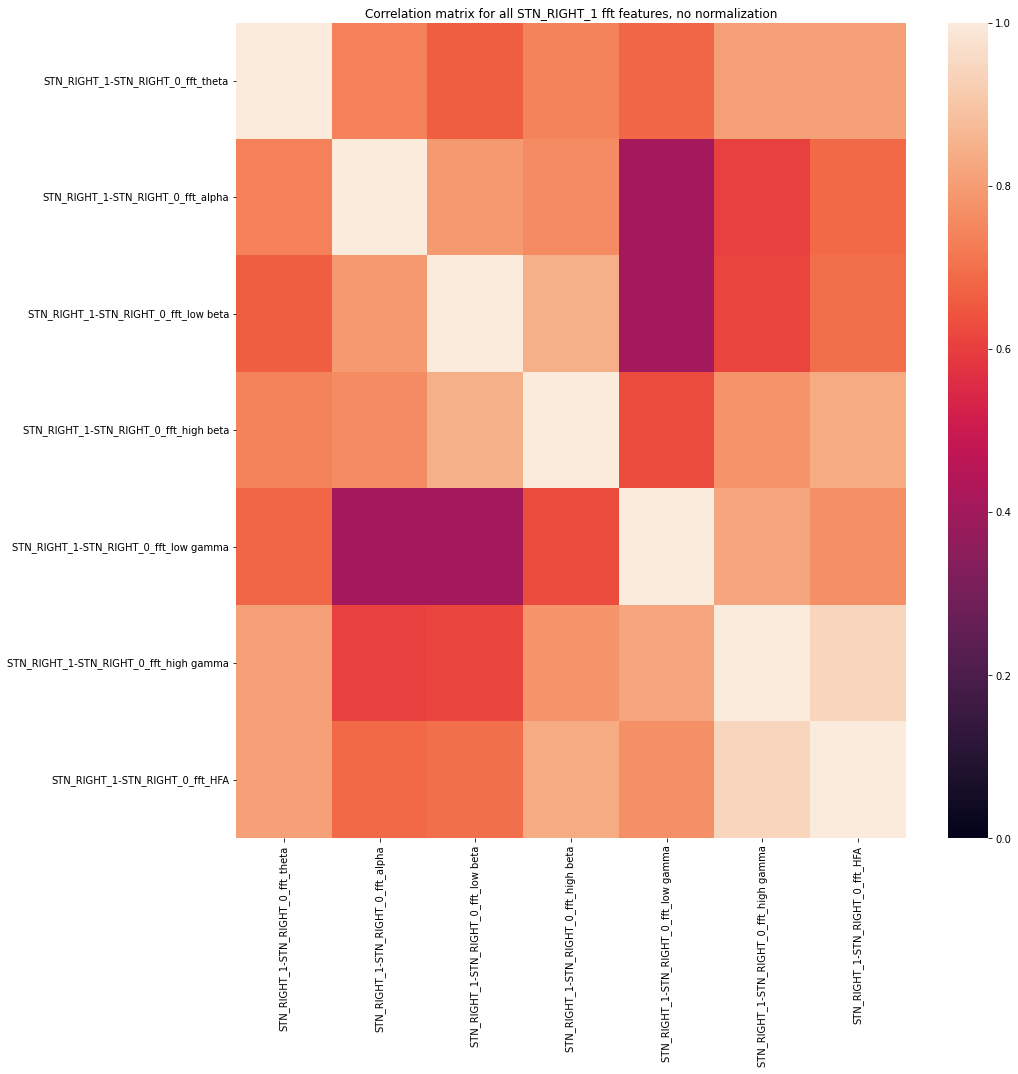 Correlation matrix for all STN_RIGHT_1 fft features, no normalization
STN_RIGHT_1-STN_RIGHT_0_fft_theta
STN_RIGHT_1-STN_RIGHT_0_fft_alpha
STN_RIGHT_1-STN_RIGHT_0_fft_low beta
STN_RIGHT_1-STN_RIGHT_0_fft_high beta
STN_RIGHT_1-STN_RIGHT_0_fft_low gamma
STN_RIGHT_1-STN_RIGHT_0_fft_high gamma
STN_RIGHT_1-STN_RIGHT_0_fft_HFA
STN_RIGHT_1-STN_RIGHT_0_fft_theta
STN_RIGHT_1-STN_RIGHT_0_fft_alpha
STN_RIGHT_1-STN_RIGHT_0_fft_low beta
STN_RIGHT_1-STN_RIGHT_0_fft_high beta
STN_RIGHT_1-STN_RIGHT_0_fft_low gamma
STN_RIGHT_1-STN_RIGHT_0_fft_high gamma
STN_RIGHT_1-STN_RIGHT_0_fft_HFA
1.0
0.8
0.6
0.4
0.2
0.0